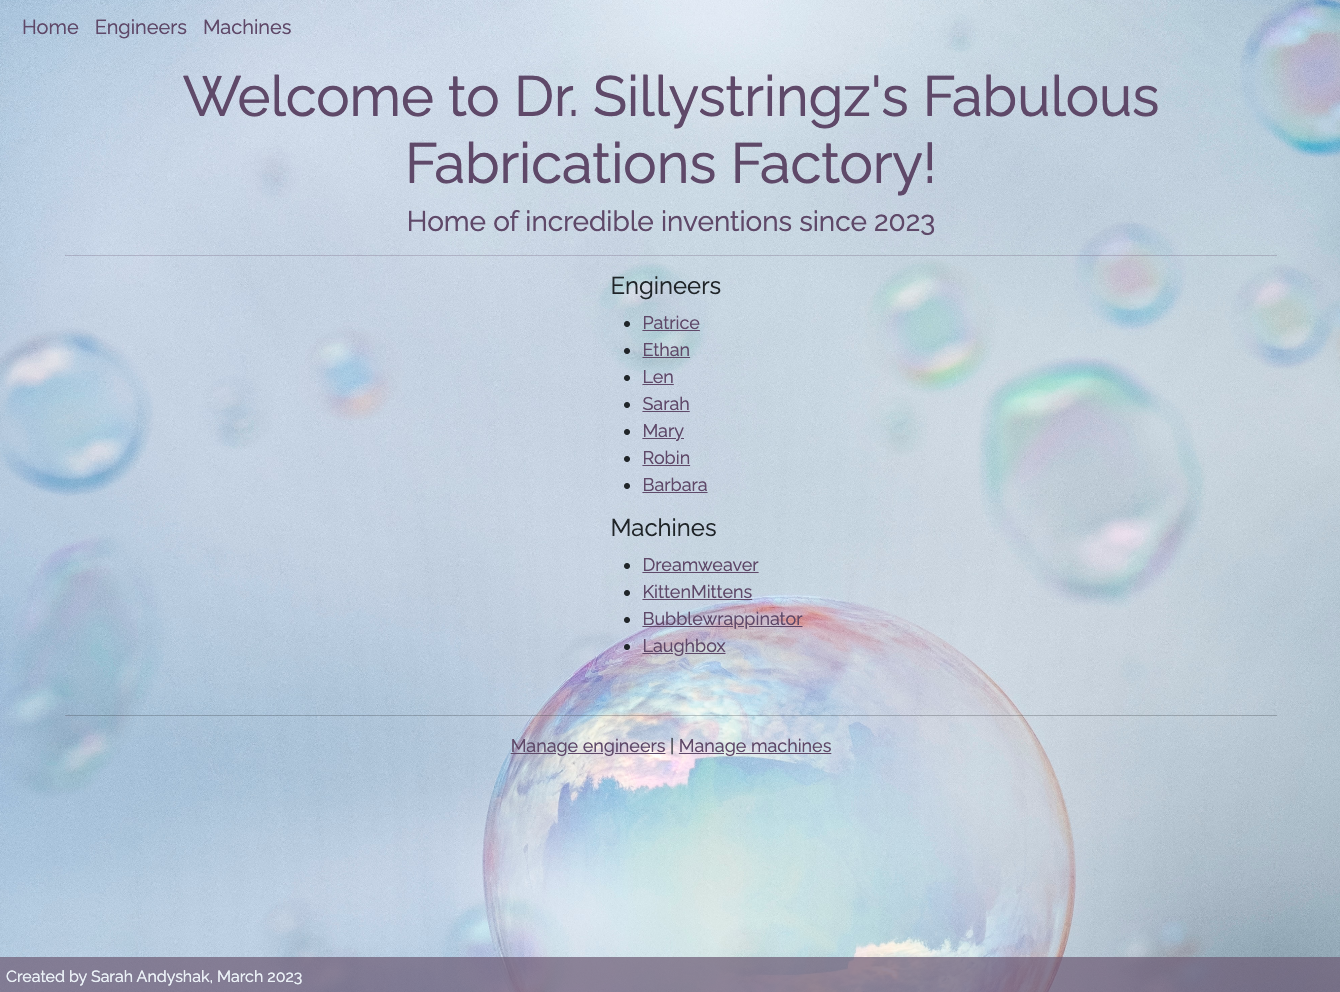 Home Engineers Machines
Welcome to Dr. Sillystringz's Fabulous
Fabrications Factory!
Home of incredible inventions since 2023
Engineers
Patrice
Ethan
Len
Sarah
Mary
Robin
Barbara
Machines
Dreamweaver
KittenMittens
Bubblewrappinator
Laughbox
Manage engineers | Manage machines
Created by Sarah Andyshak, March 2023